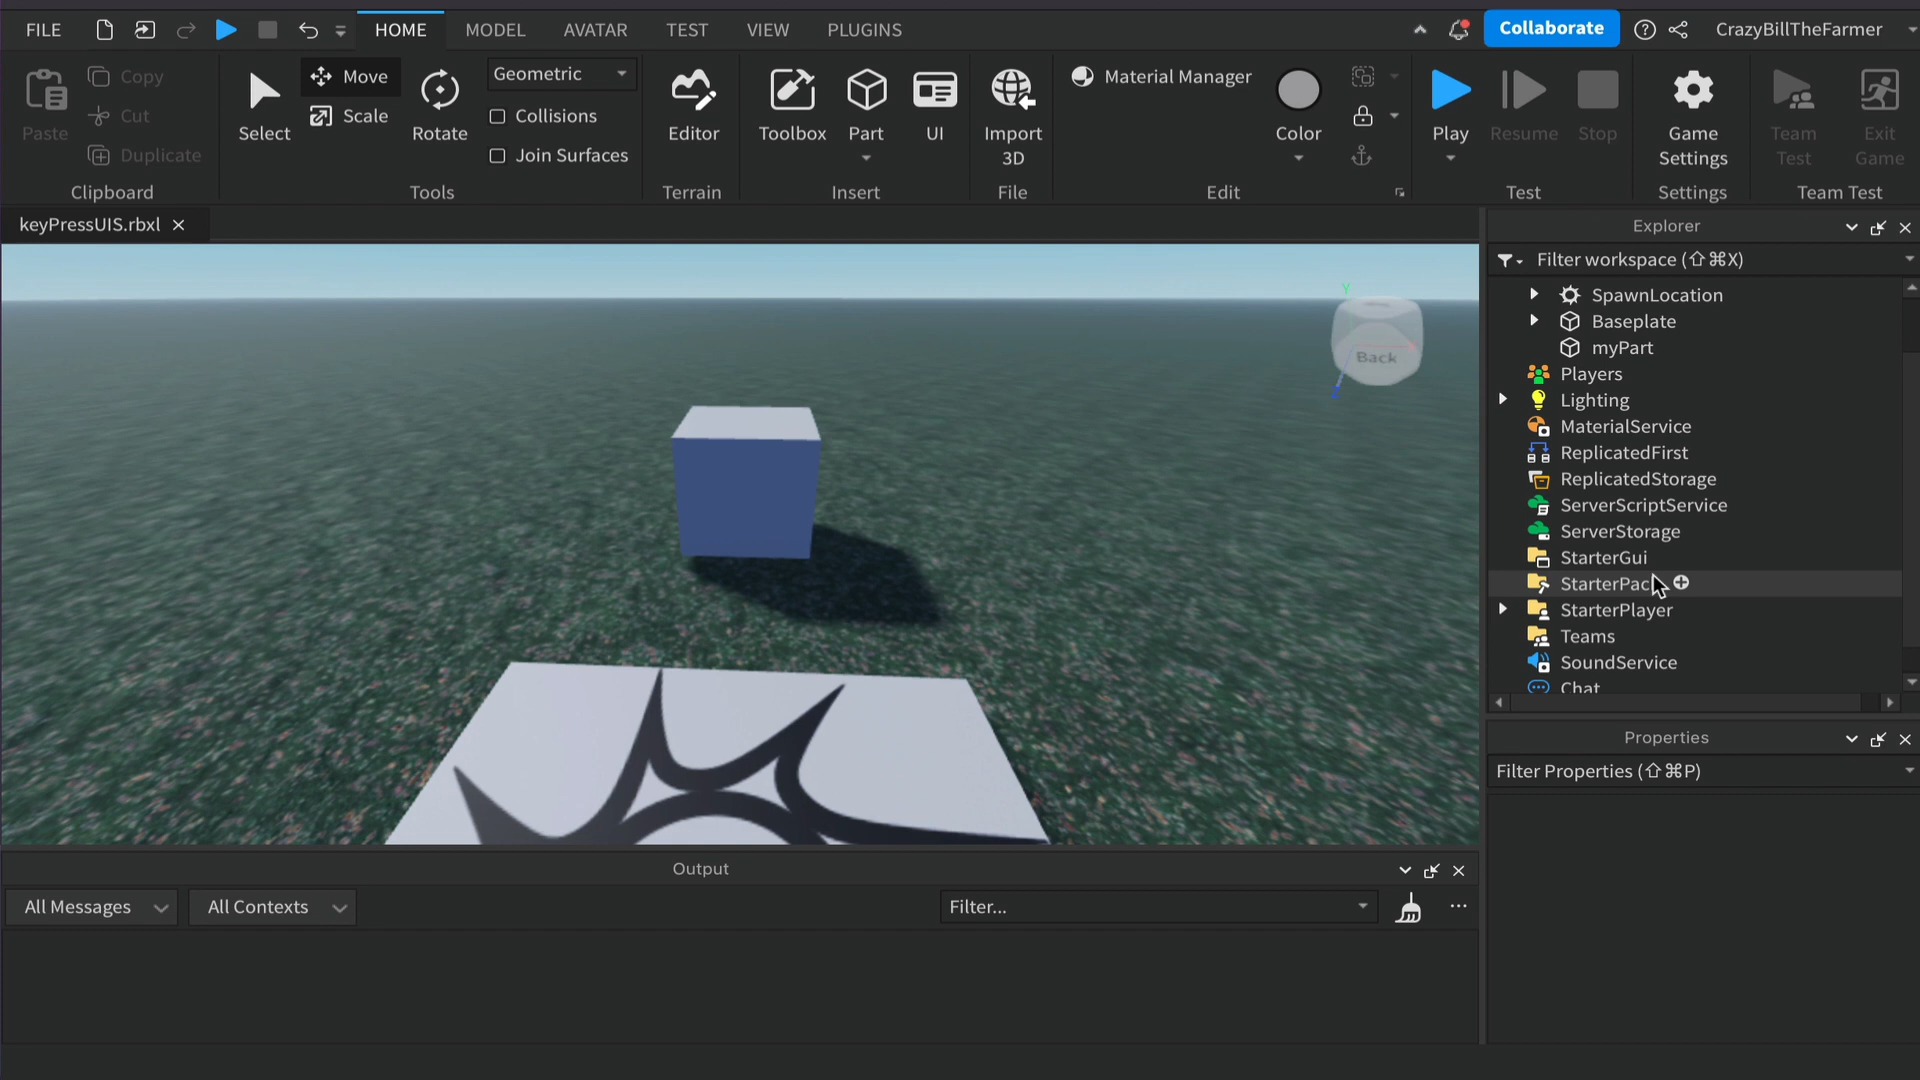 FILE
HOME
MODEL
AVATAR
TEST
VIEW
PLUGINS
Collaborate
CrazyBillTheFarmer
Paste
Copy
Cut
Duplicate
Clipboard
Select
Move
Scale
Rotate
Geometric
Collisions
Join Surfaces
Tools
Editor
Terrain
Toolbox
Part
UI
Insert
Import
3D
File
Material Manager
Color
Edit
Play
Resume
Stop
Test
Game
Settings
Settings
Team
Test
Exit
Game
Team Test
keyPressUIS.rbxl
Y
Back
Z
Explorer
Filter workspace (⇧⌘X)
SpawnLocation
Baseplate
myPart
Players
Lighting
MaterialService
ReplicatedFirst
ReplicatedStorage
ServerScriptService
ServerStorage
StarterGui
StarterPac
StarterPlayer
Teams
SoundService
Chat
Properties
Filter Properties (⇧⌘P)
Output
All Messages
All Contexts
Filter...